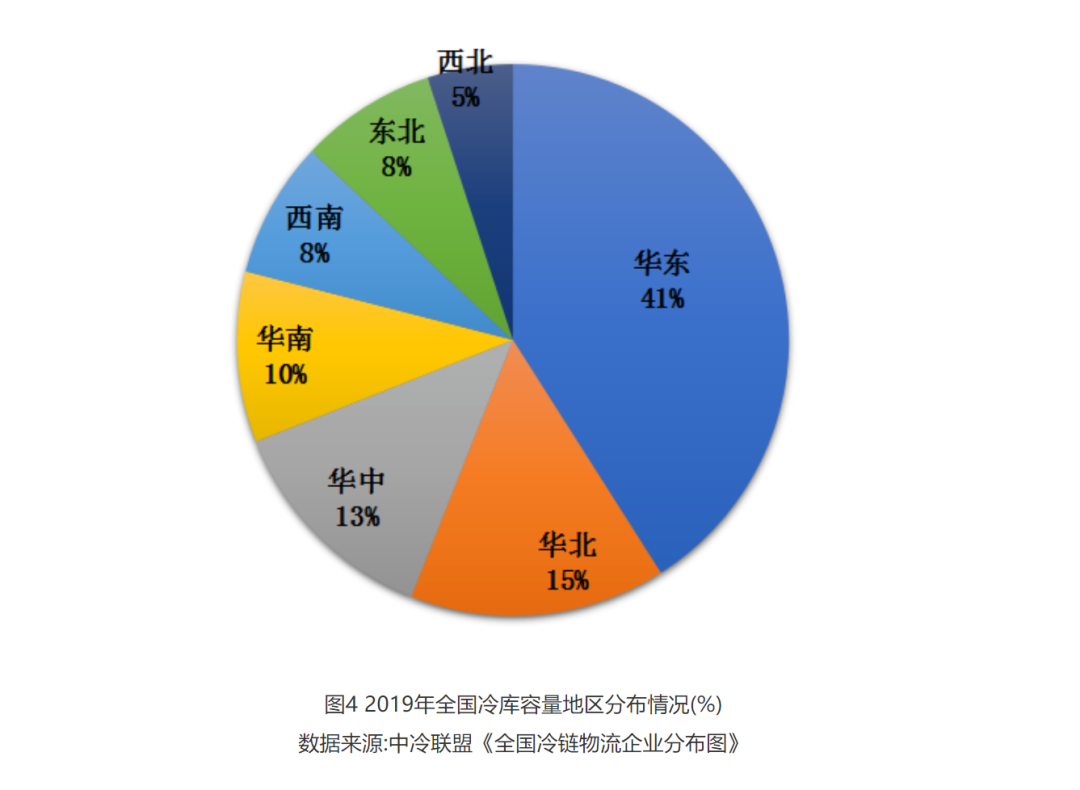 西北
5%
东北
8%
西南
8%
华东
41%
华南
10%
华中
13%
华北
15%
图4 2019年全国冷库容量地区分布情况(%)
数据来源:中冷联盟《全国冷链物流企业分布图》